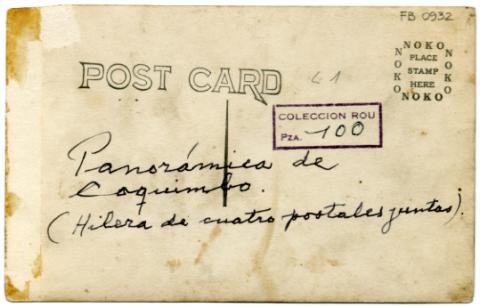 FB 0932
NOKO
NOKO PLACE NOKO
STAMP
HERE
NOKO
POST CARD
61
COLECCION ROU
PZA. 100
Panorámica de
Coquimbo.
(Hilera de cuatro postales juntas).